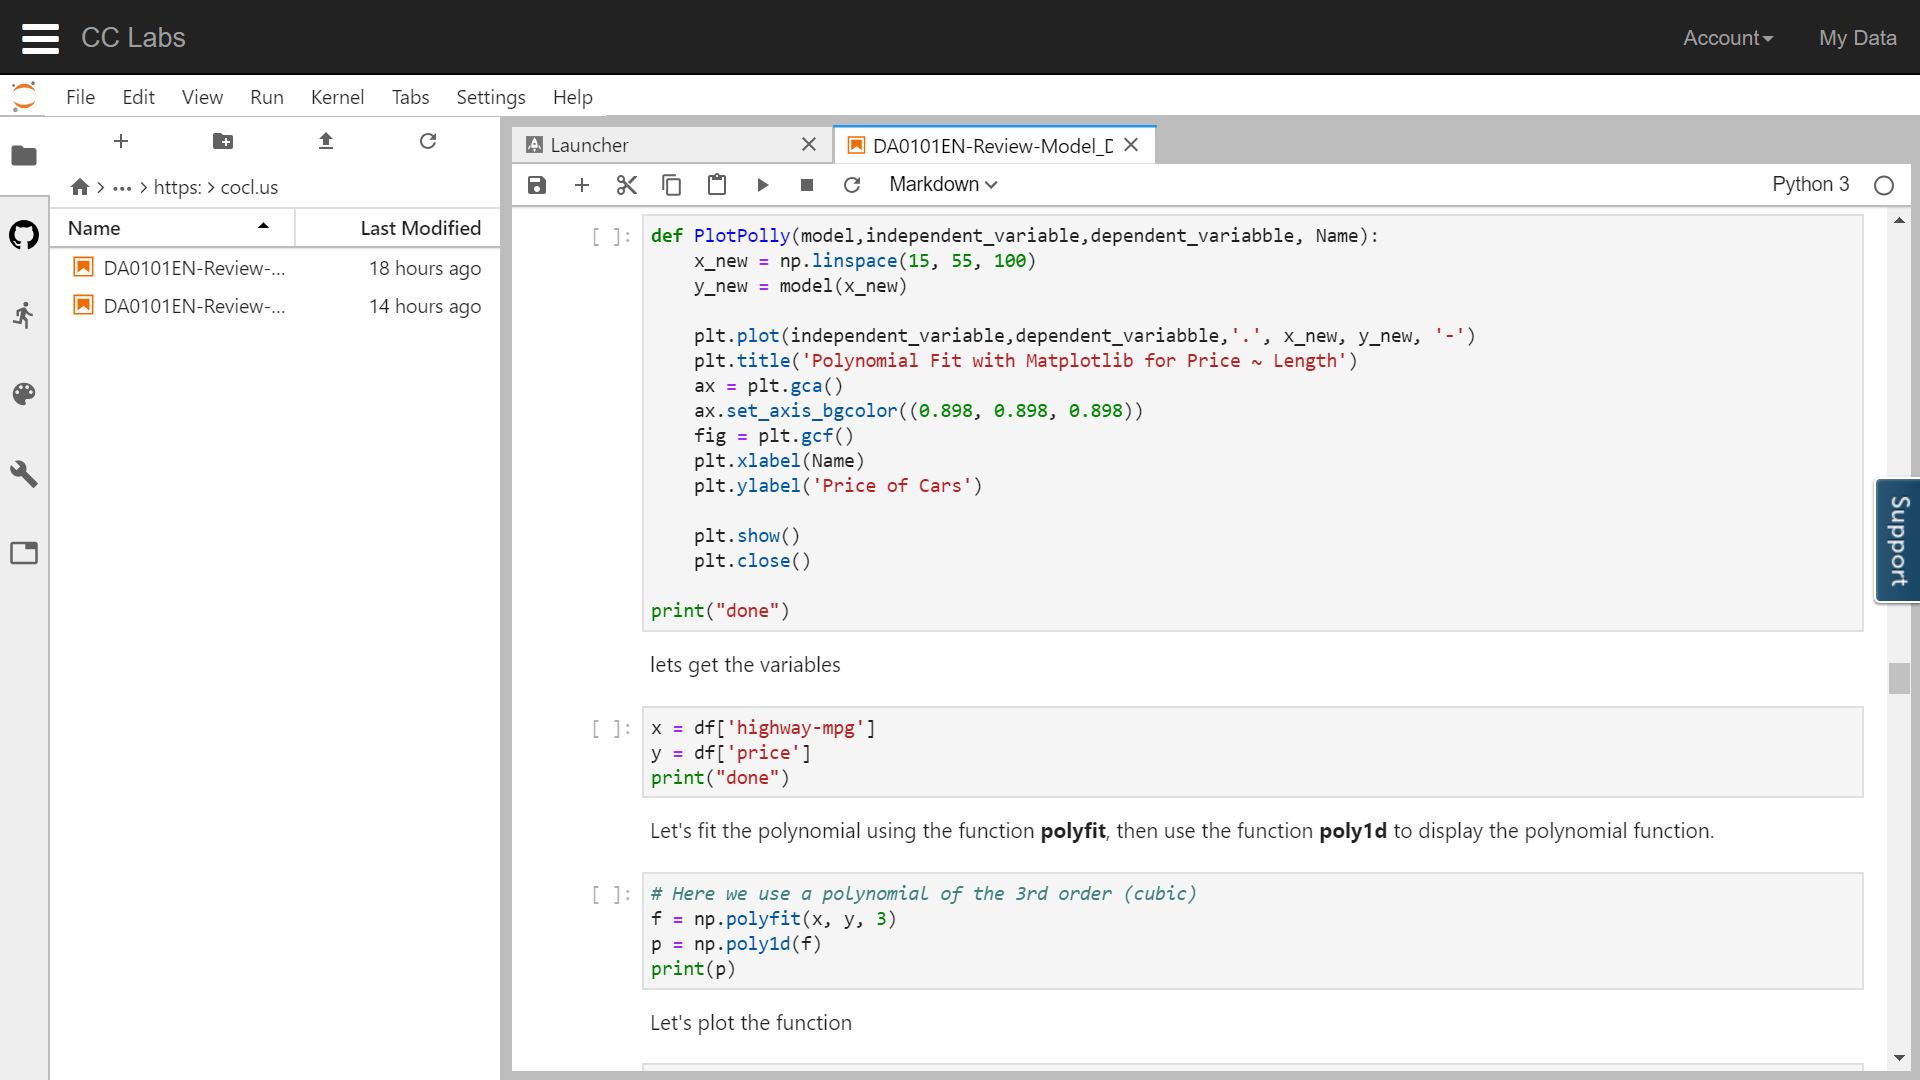 CC Labs
Account
My Data
File Edit View Run Kernel Tabs Settings Help
Launcher
DA0101EN-Review-Model_D
… › https: › cocl.us
Markdown
Python 3
Name Last Modified
DA0101EN-Review-... 18 hours ago
DA0101EN-Review-... 14 hours ago
[ ]:
def PlotPolly(model,independent_variable,dependent_variabble, Name):
    x_new = np.linspace(15, 55, 100)
    y_new = model(x_new)
    plt.plot(independent_variable,dependent_variabble,'.', x_new, y_new, '-')
    plt.title('Polynomial Fit with Matplotlib for Price ~ Length')
    ax = plt.gca()
    ax.set_axis_bgcolor((0.898, 0.898, 0.898))
    fig = plt.gcf()
    plt.xlabel(Name)
    plt.ylabel('Price of Cars')
    plt.show()
    plt.close()
print("done")
lets get the variables
[ ]:
x = df['highway-mpg']
y = df['price']
print("done")
Let's fit the polynomial using the function polyfit, then use the function poly1d to display the polynomial function.
[ ]:
# Here we use a polynomial of the 3rd order (cubic)
f = np.polyfit(x, y, 3)
p = np.poly1d(f)
print(p)
Let's plot the function
Support